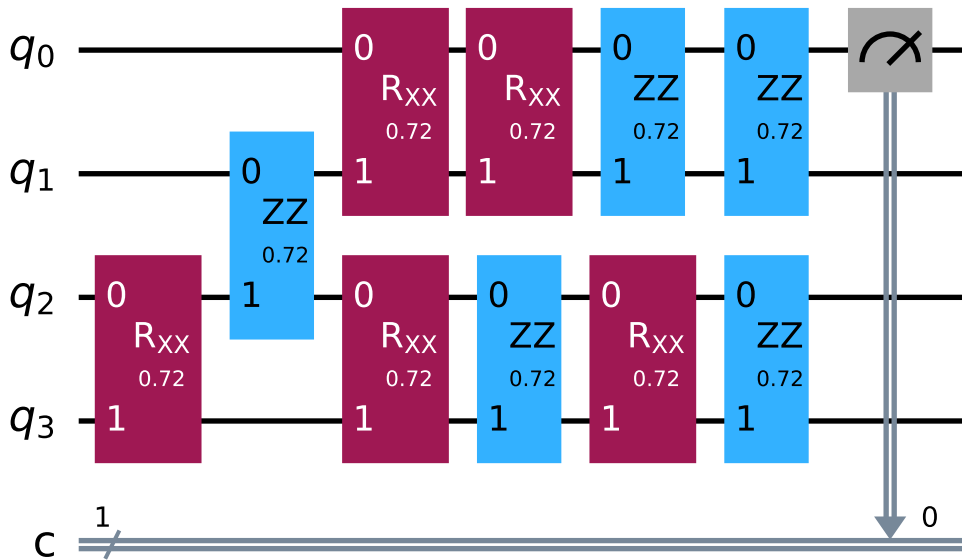 q0 0 0 0 0
RXX RXX ZZ ZZ
0.72 0.72 0.72 0.72
q1 0 1 1 1 1
ZZ
0.72
q2 0 1 0 0 0 0
RXX RXX ZZ RXX ZZ
0.72 0.72 0.72 0.72 0.72
q3 1 1 1 1 1
1 0
c